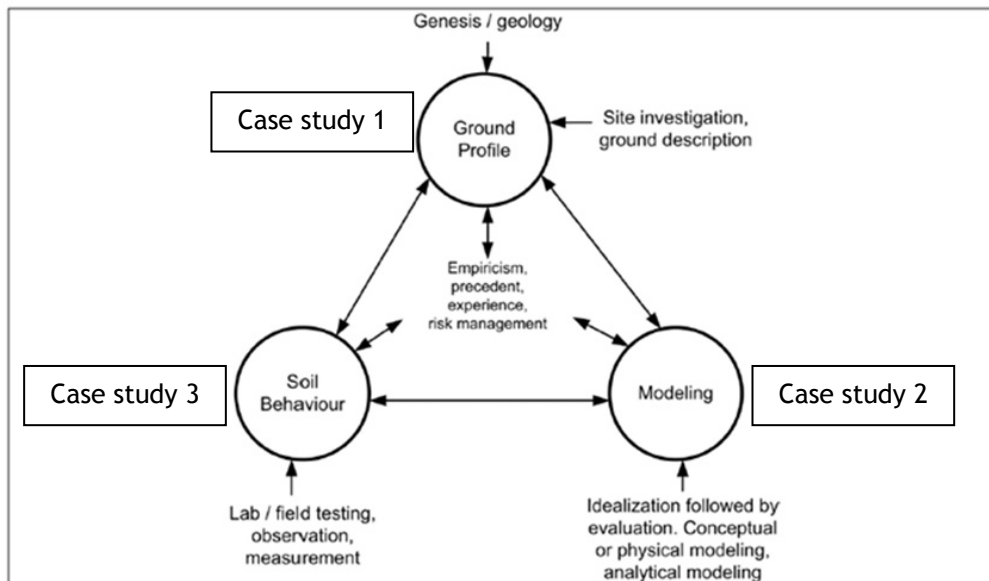 Genesis / geology
Case study 1
Ground
Profile
Site investigation,
ground description
Empiricism,
precedent,
experience,
risk management
Case study 3
Soil
Behaviour
Modeling
Case study 2
Lab / field testing,
observation,
measurement
Idealization followed by
evaluation. Conceptual
or physical modeling,
analytical modeling